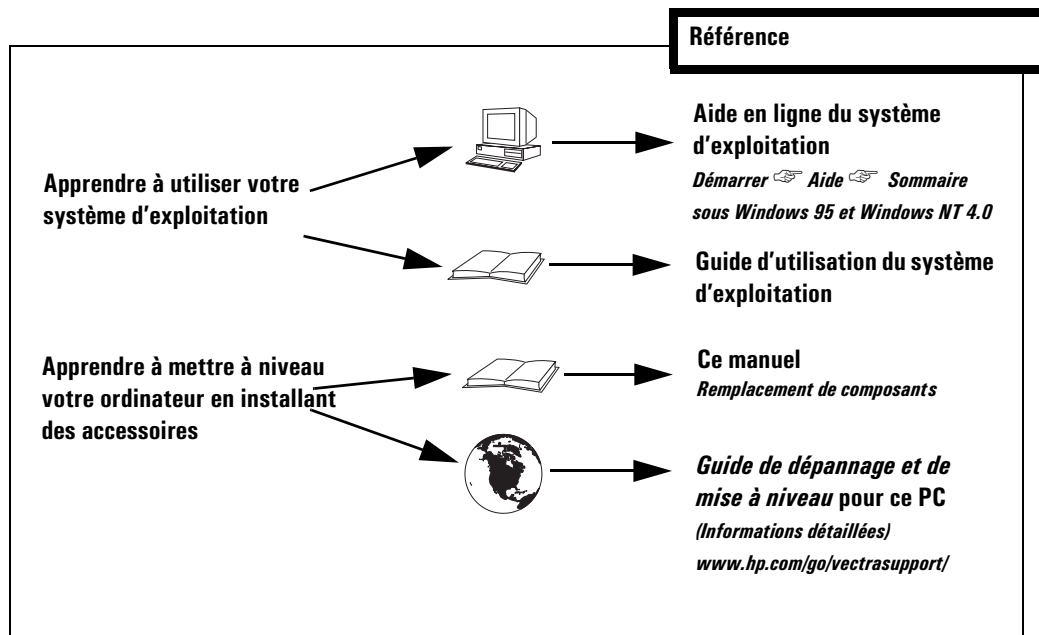 Référence
Apprendre à utiliser votre
système d'exploitation
Aide en ligne du système
d'exploitation
Démarrer ☞ Aide ☞ Sommaire
sous Windows 95 et Windows NT 4.0
Guide d'utilisation du système
d'exploitation
Apprendre à mettre à niveau
votre ordinateur en installant
des accessoires
Ce manuel
Remplacement de composants
Guide de dépannage et de
mise à niveau pour ce PC
(Informations détaillées)
www.hp.com/go/vectrasupport/